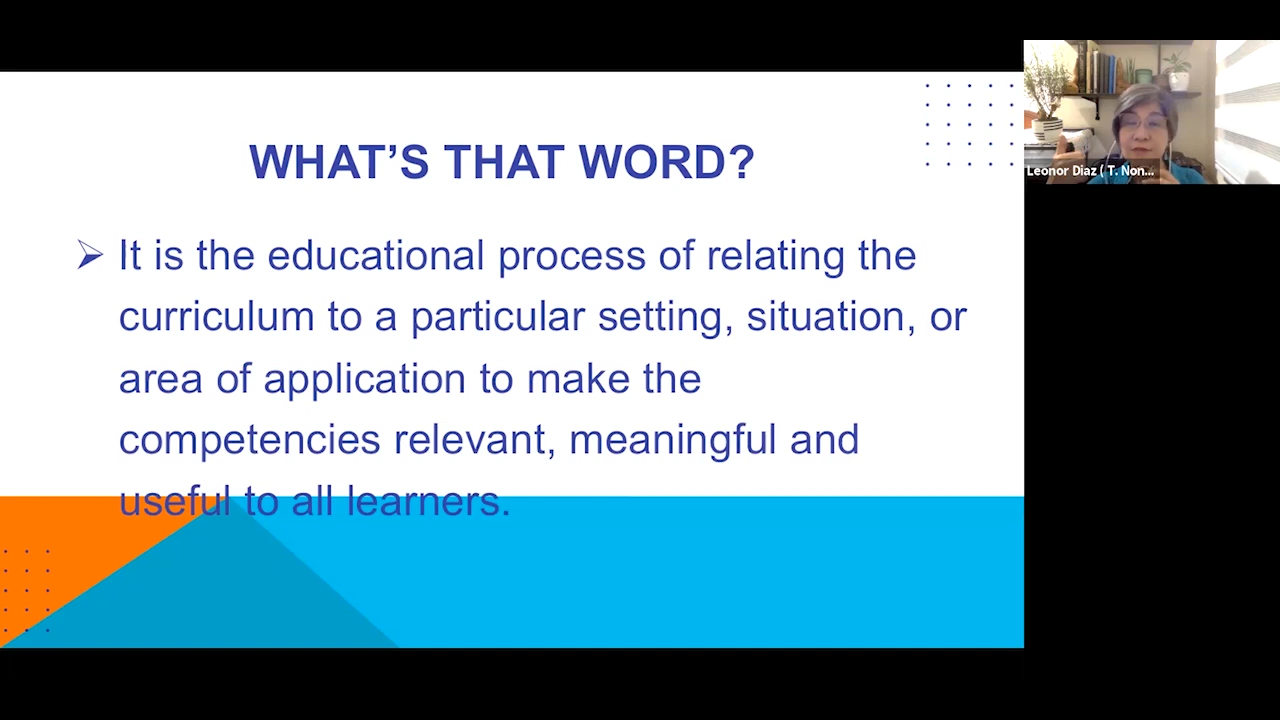 WHAT’S THAT WORD?
➢ It is the educational process of relating the
curriculum to a particular setting, situation, or
area of application to make the
competencies relevant, meaningful and
useful to all learners.
Leonor Diaz ( T. Non...